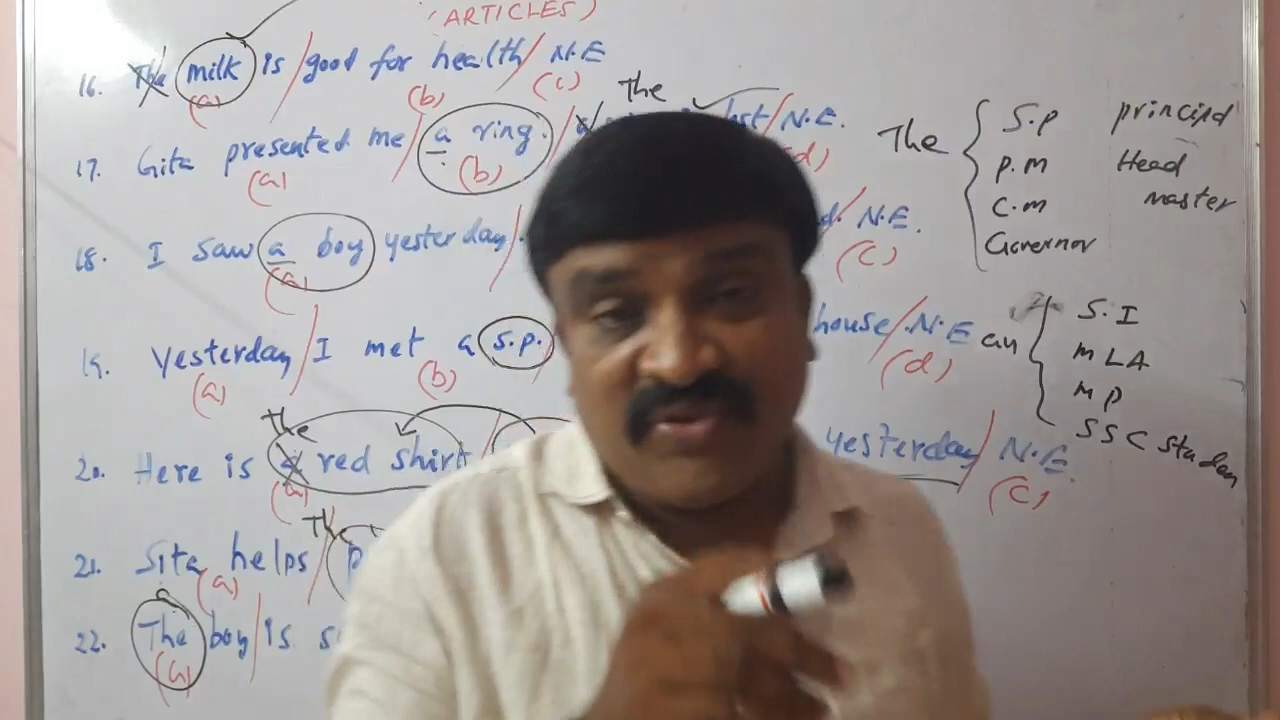 (ARTICLES)
16. The milk is / good for health / N.E
(a) (b) (c)
The
17. Gita presented me / a ring. / lost / N.E.
(a) (b) (d)
18. I saw a boy yesterday / N.E.
(a) (c)
19. Yesterday / I met a S.P. house / N.E
(a) (b) (d)
The
20. Here is a red shirt / yesterday / N.E.
(a) (c)
The
21. Sita helps / p
(a)
a
22. The boy / is s
(a)
The { S.P principal
P.M Head
C.M master
Governor
an { S.I
MLA
MP
SSC